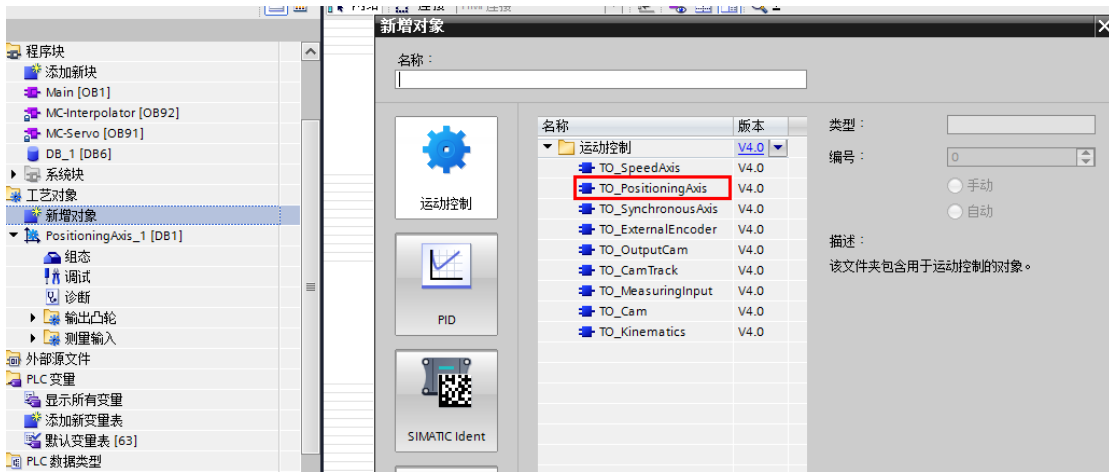 新增对象
程序块
添加新块
Main [OB1]
MC-Interpolator [OB92]
MC-Servo [OB91]
DB_1 [DB6]
系统块
工艺对象
新增对象
PositioningAxis_1 [DB1]
组态
调试
诊断
输出凸轮
测量输入
外部源文件
PLC 变量
显示所有变量
添加新变量表
默认变量表 [63]
PLC 数据类型
名称：
运动控制
PID
SIMATIC Ident
名称 版本
运动控制 V4.0
TO_SpeedAxis V4.0
TO_PositioningAxis V4.0
TO_SynchronousAxis V4.0
TO_ExternalEncoder V4.0
TO_OutputCam V4.0
TO_CamTrack V4.0
TO_MeasuringInput V4.0
TO_Cam V4.0
TO_Kinematics V4.0
类型：
编号： 0
手动
自动
描述：
该文件夹包含用于运动控制的对象。